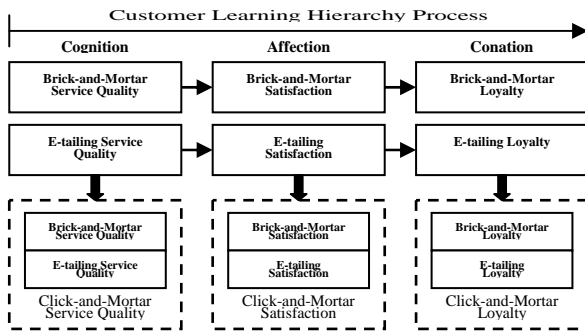 Customer Learning Hierarchy Process
Cognition Affection Conation
Brick-and-Mortar
Service Quality
Brick-and-Mortar
Satisfaction
Brick-and-Mortar
Loyalty
E-tailing Service
Quality
E-tailing
Satisfaction
E-tailing Loyalty
Brick-and-Mortar
Service Quality
E-tailing Service
Quality
Click-and-Mortar
Service Quality
Brick-and-Mortar
Satisfaction
E-tailing
Satisfaction
Click-and-Mortar
Satisfaction
Brick-and-Mortar
Loyalty
E-tailing
Loyalty
Click-and-Mortar
Loyalty